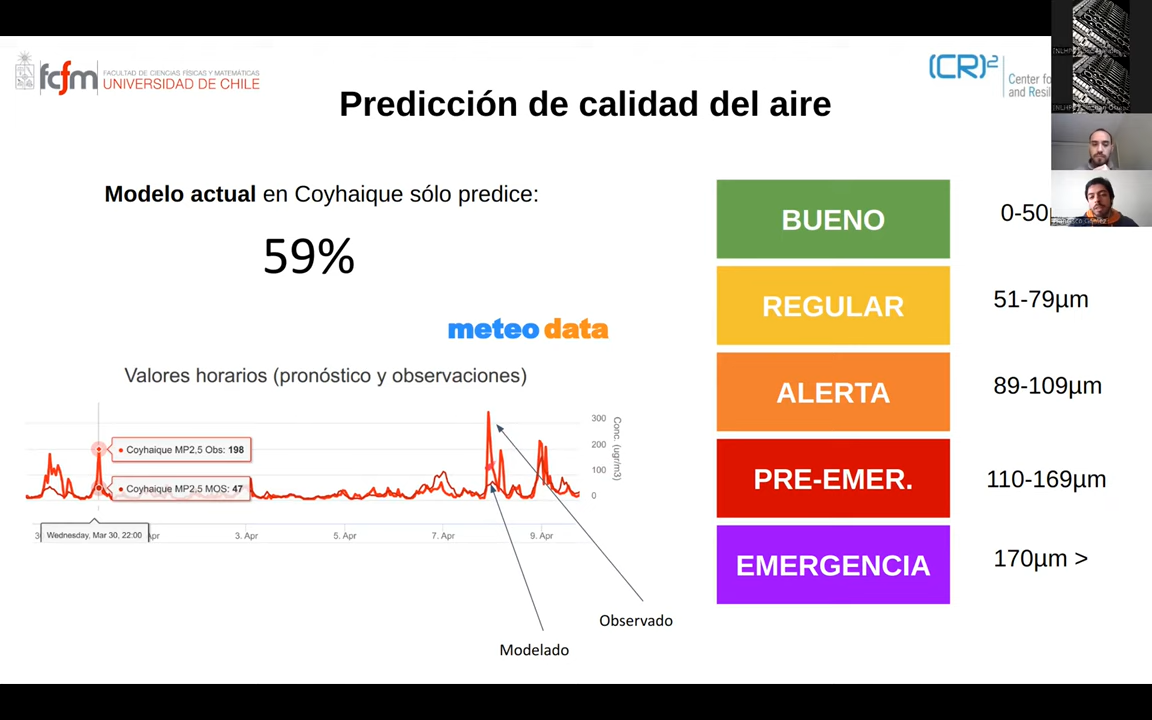 fcfm
FACULTAD DE CIENCIAS FÍSICAS Y MATEMÁTICAS
UNIVERSIDAD DE CHILE
(CR)²
Center for
and Resil
Predicción de calidad del aire
Modelo actual en Coyhaique sólo predice:
59%
meteodata
Valores horarios (pronóstico y observaciones)
Coyhaique MP2,5 Obs: 198
Coyhaique MP2,5 MOS: 47
Wednesday, Mar 30, 22:00
3. Apr
5. Apr
7. Apr
9. Apr
300
200
100
0
Conc. (ugr/m3)
Observado
Modelado
BUENO
0-50
REGULAR
51-79µm
ALERTA
89-109µm
PRE-EMER.
110-169µm
EMERGENCIA
170µm >